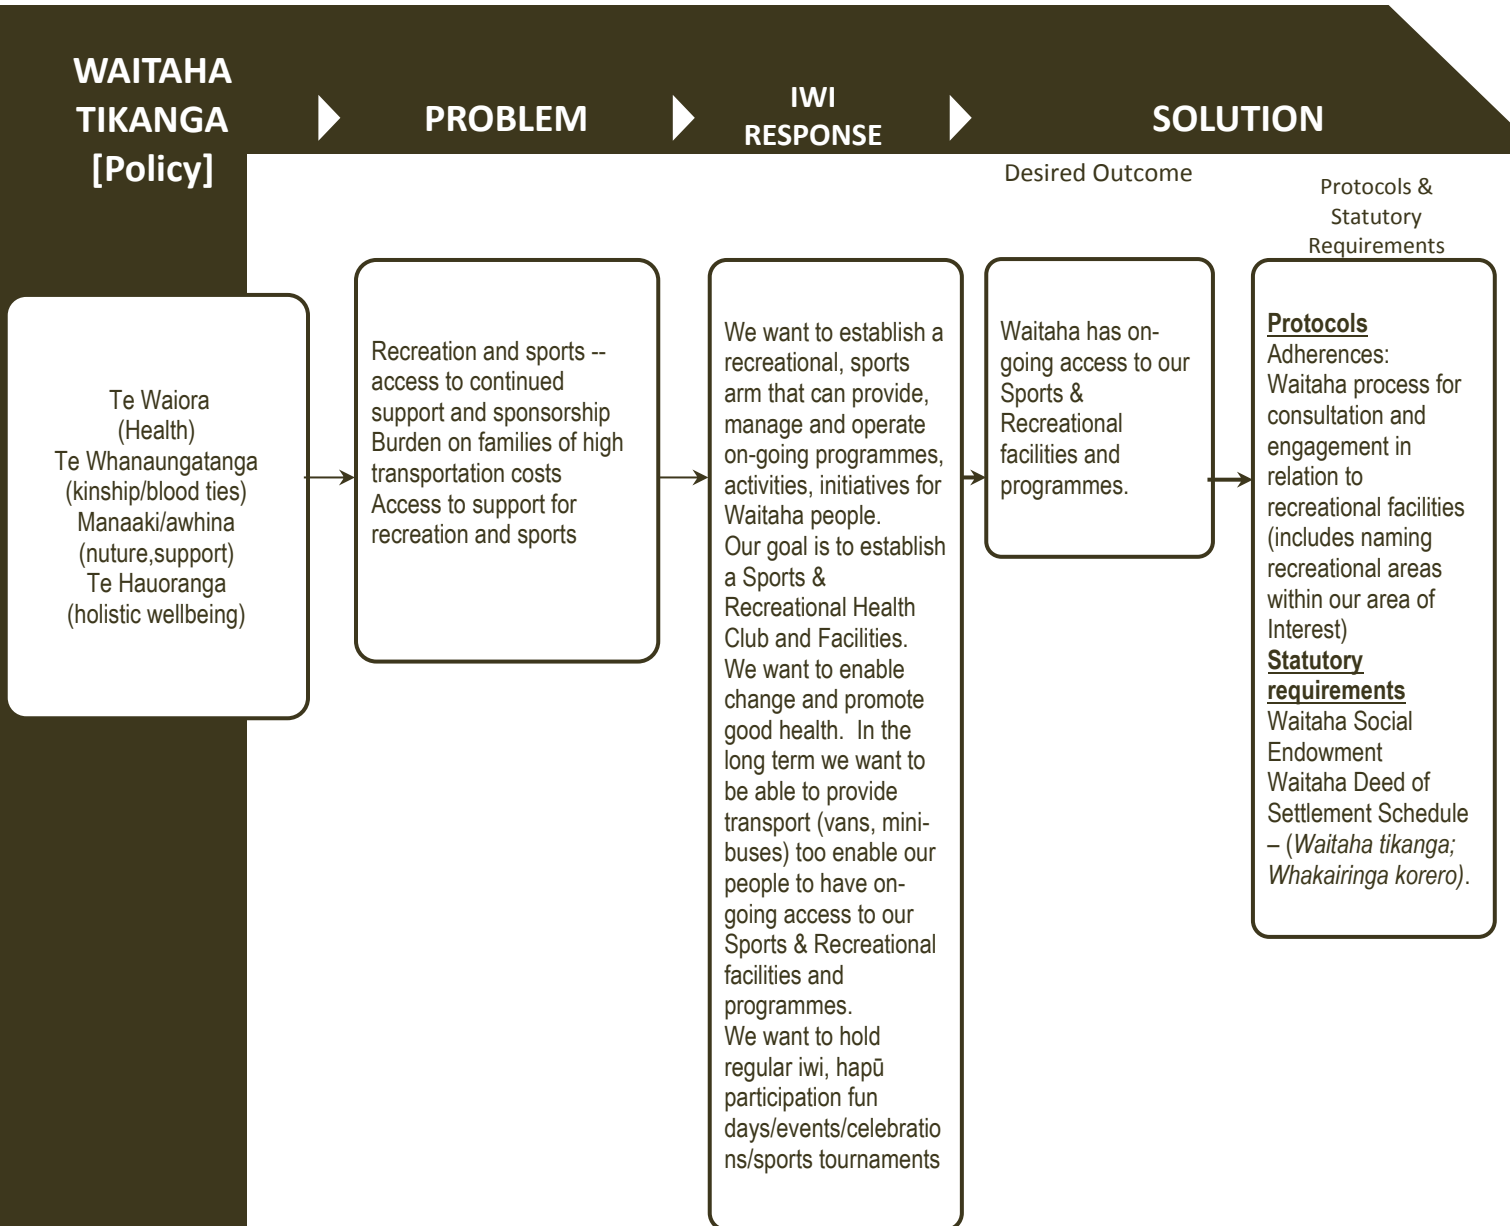 WAITAHA
TIKANGA
[Policy]
PROBLEM
IWI
RESPONSE
SOLUTION
Desired Outcome
Protocols &
Statutory
Requirements
Te Waiora
(Health)
Te Whanaungatanga
(kinship/blood ties)
Manaaki/awhina
(nuture,support)
Te Hauoranga
(holistic wellbeing)
Recreation and sports --
access to continued
support and sponsorship
Burden on families of high
transportation costs
Access to support for
recreation and sports
We want to establish a
recreational, sports
arm that can provide,
manage and operate
on-going programmes,
activities, initiatives for
Waitaha people.
Our goal is to establish
a Sports &
Recreational Health
Club and Facilities.
We want to enable
change and promote
good health.  In the
long term we want to
be able to provide
transport (vans, mini-
buses) too enable our
people to have on-
going access to our
Sports & Recreational
facilities and
programmes.
We want to hold
regular iwi, hapū
participation fun
days/events/celebratio
ns/sports tournaments
Waitaha has on-
going access to our
Sports &
Recreational
facilities and
programmes.
Protocols
Adherences:
Waitaha process for
consultation and
engagement in
relation to
recreational facilities
(includes naming
recreational areas
within our area of
Interest)
Statutory
requirements
Waitaha Social
Endowment
Waitaha Deed of
Settlement Schedule
– (Waitaha tikanga;
Whakairinga korero).